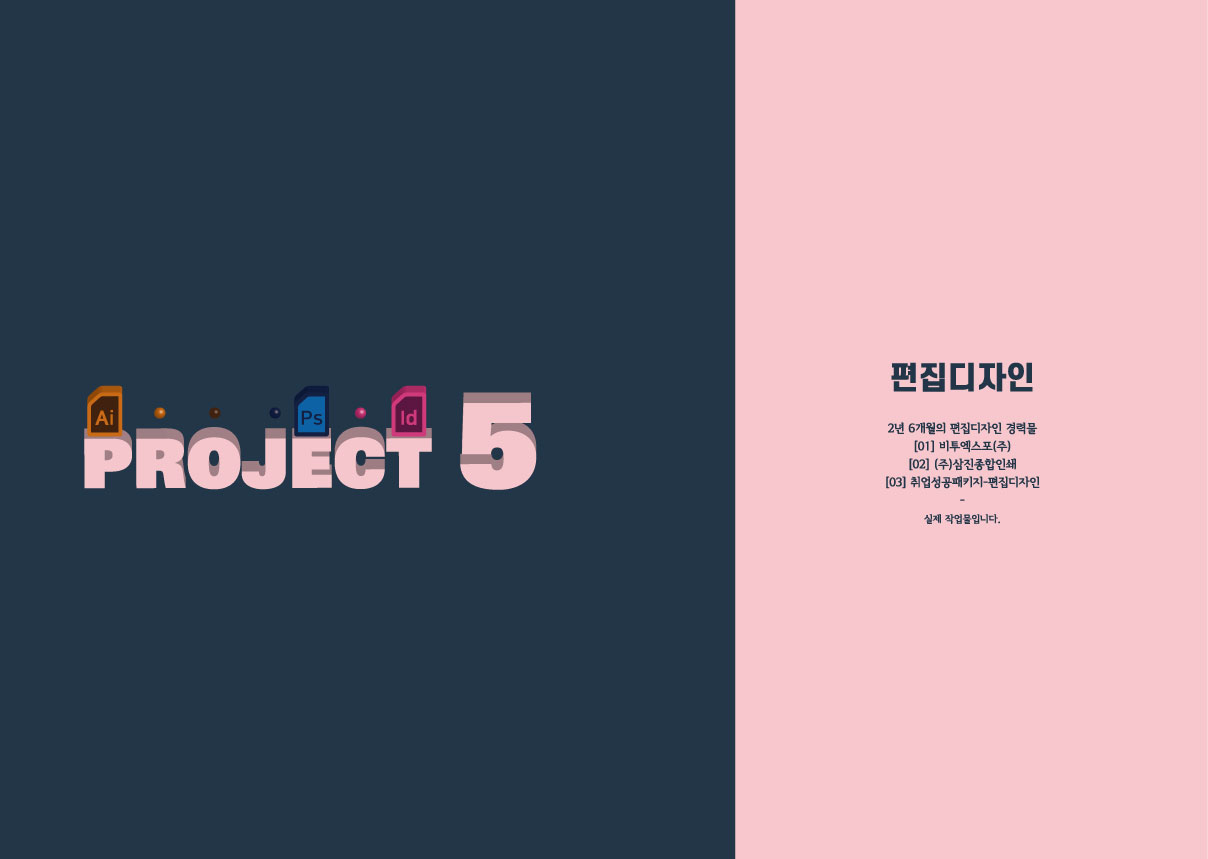 Ai
Ps
Id
PROJECT 5
편집디자인
2년 6개월의 편집디자인 경력물
[01] 비투엑스포(주)
[02] (주)삼진종합인쇄
[03] 취업성공패키지-편집디자인
-
실제 작업물입니다.